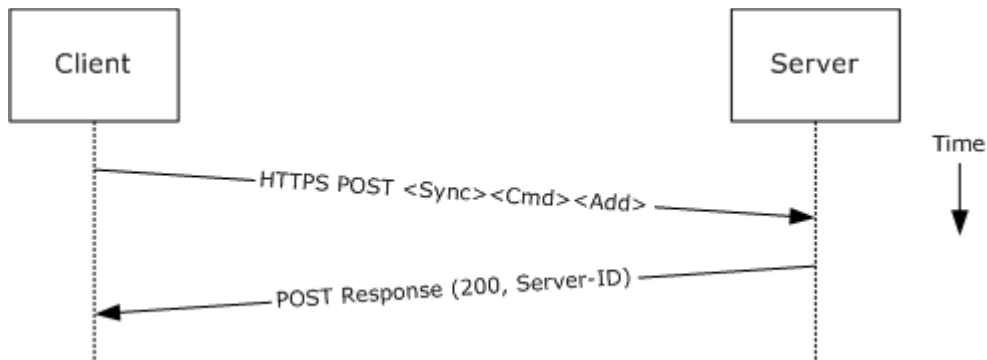 Client
Server
Time
HTTPS POST <Sync><Cmd><Add>
POST Response (200, Server-ID)